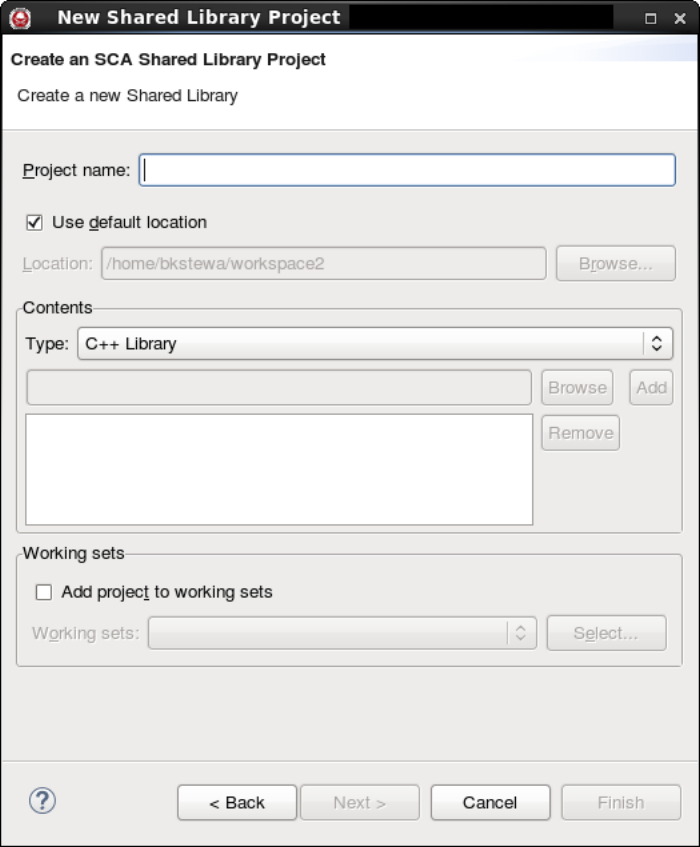 New Shared Library Project
Create an SCA Shared Library Project
Create a new Shared Library
Project name:
Use default location
Location: /home/bkstewa/workspace2 Browse...
Contents
Type: C++ Library
Browse Add
Remove
Working sets
Add project to working sets
Working sets: Select...
? < Back Next > Cancel Finish